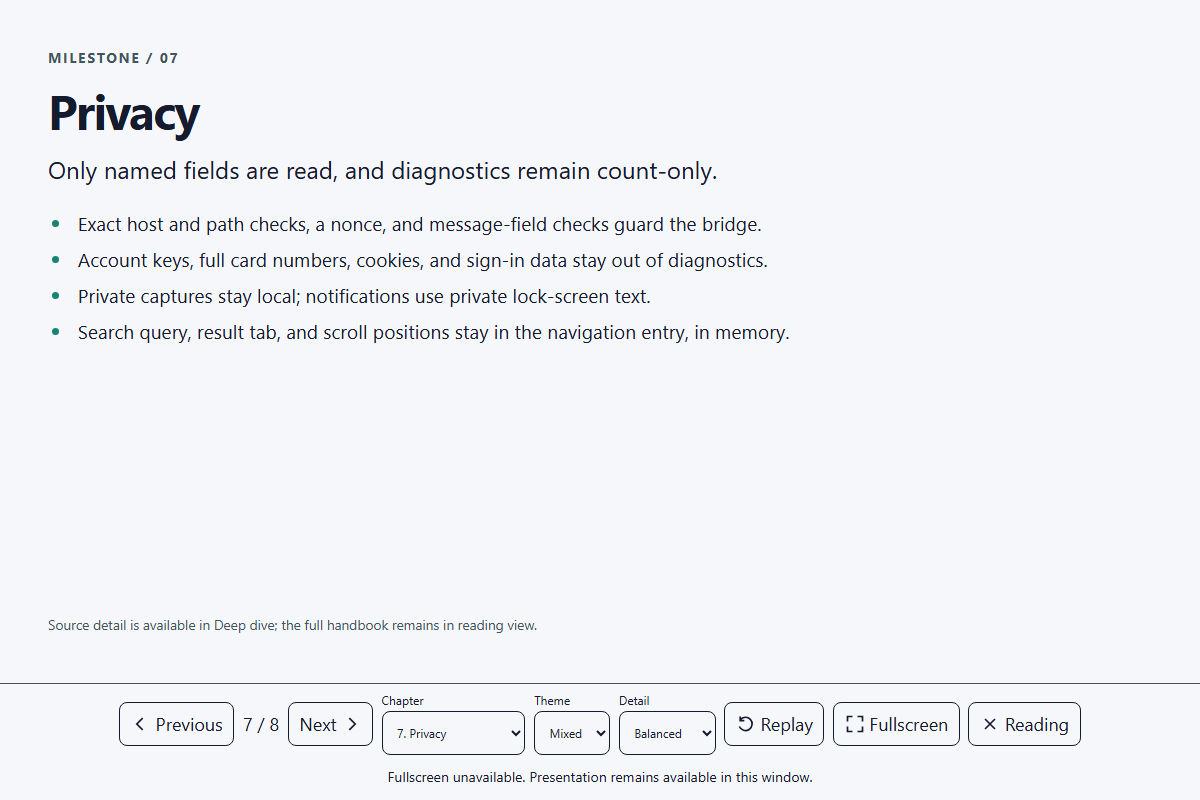 MILESTONE / 07
Privacy
Only named fields are read, and diagnostics remain count-only.
Exact host and path checks, a nonce, and message-field checks guard the bridge.
Account keys, full card numbers, cookies, and sign-in data stay out of diagnostics.
Private captures stay local; notifications use private lock-screen text.
Search query, result tab, and scroll positions stay in the navigation entry, in memory.
Source detail is available in Deep dive; the full handbook remains in reading view.
Chapter Theme Detail
Previous 7 / 8 Next 7. Privacy Mixed Balanced Replay Fullscreen Reading
Fullscreen unavailable. Presentation remains available in this window.